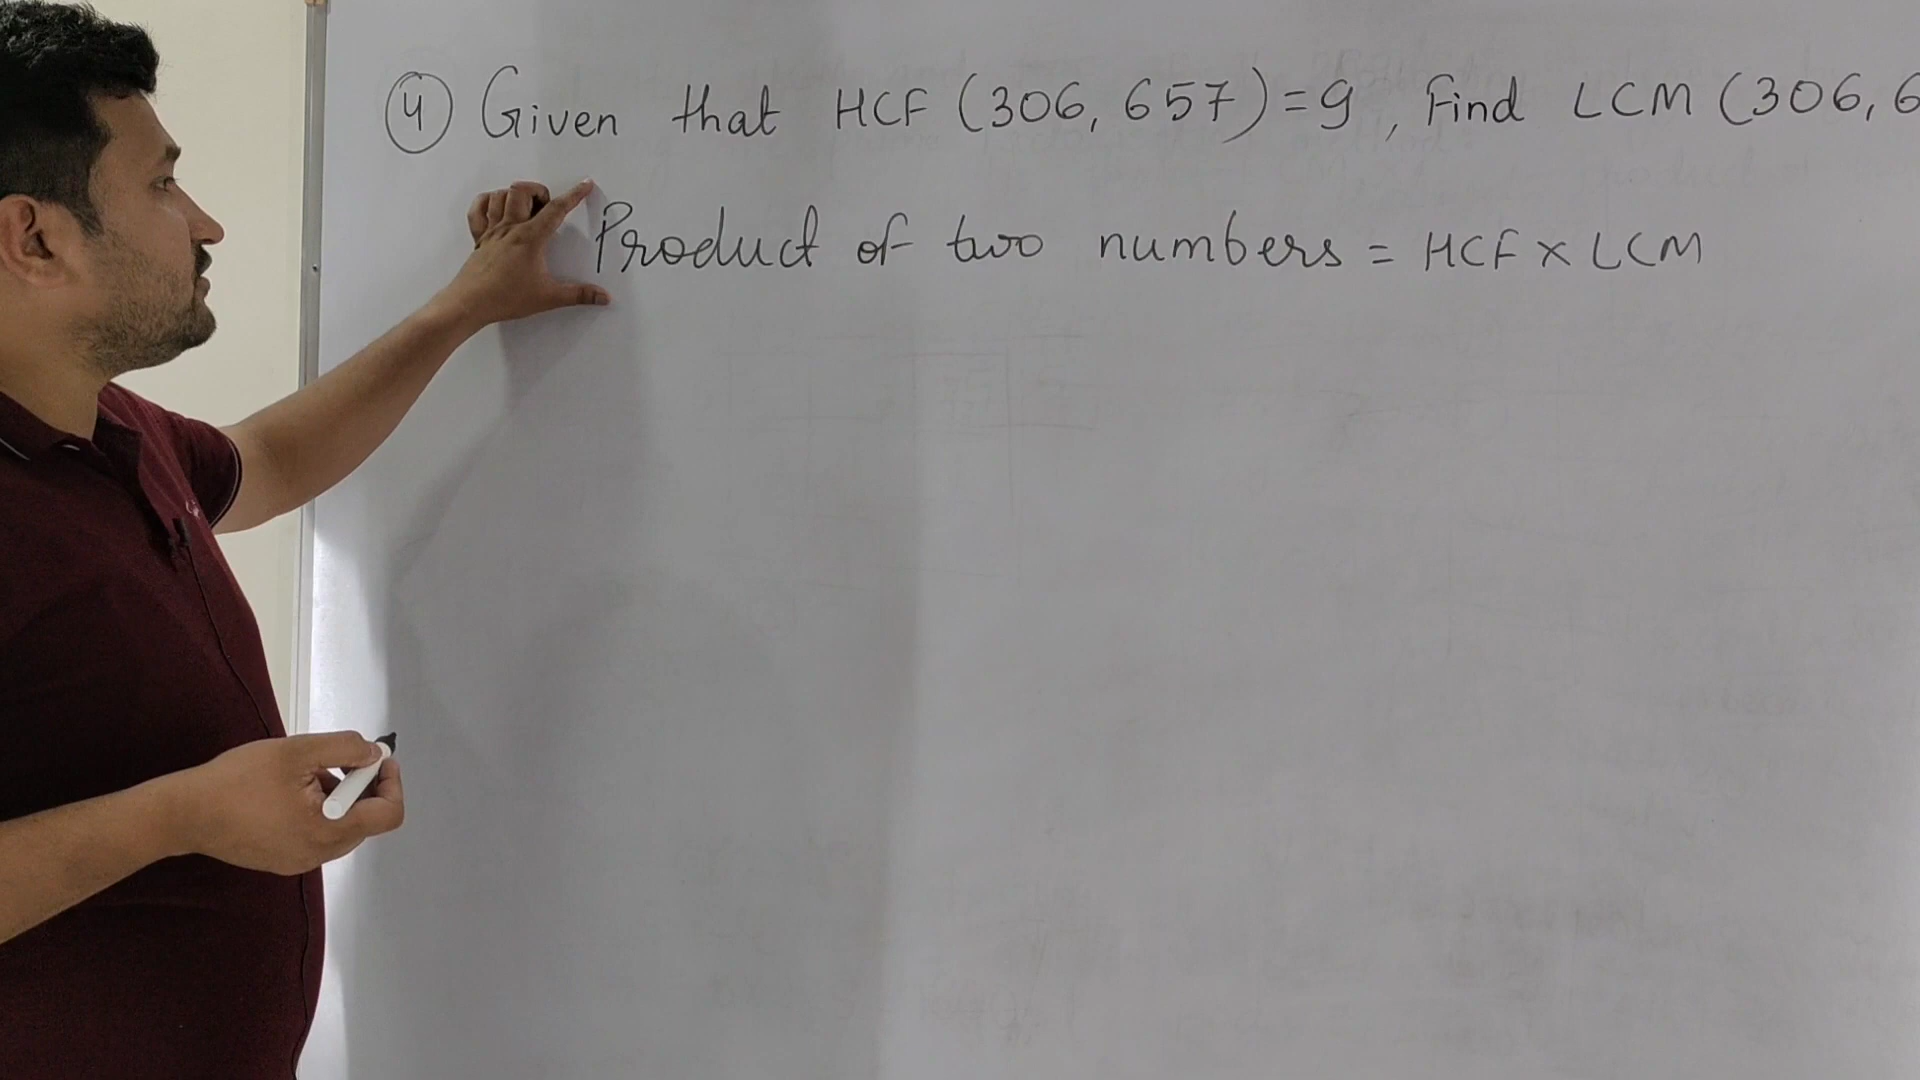 ④ Given that HCF (306, 657) = 9, Find LCM (306, 6
Product of two numbers = HCF × LCM